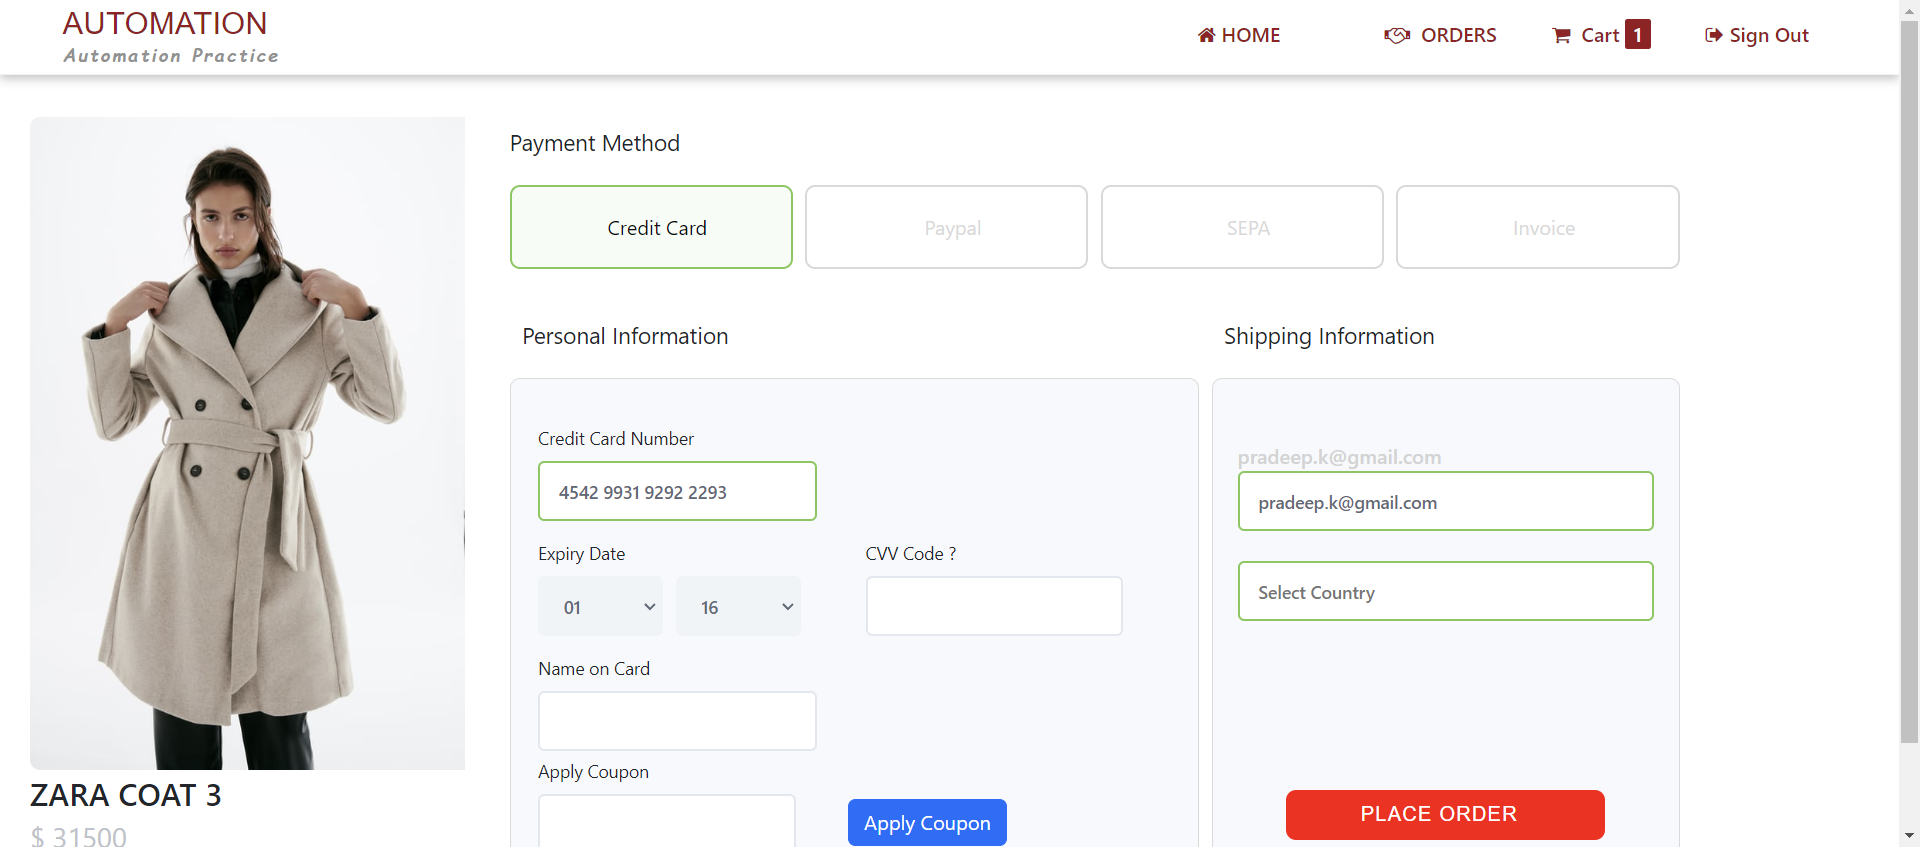 AUTOMATION
Automation Practice
HOME
ORDERS
Cart 1
Sign Out
Payment Method
Credit Card
Paypal
SEPA
Invoice
Personal Information
Shipping Information
Credit Card Number
4542 9931 9292 2293
Expiry Date
CVV Code ?
01
16
Name on Card
Apply Coupon
Apply Coupon
pradeep.k@gmail.com
pradeep.k@gmail.com
Select Country
PLACE ORDER
ZARA COAT 3
$ 31500